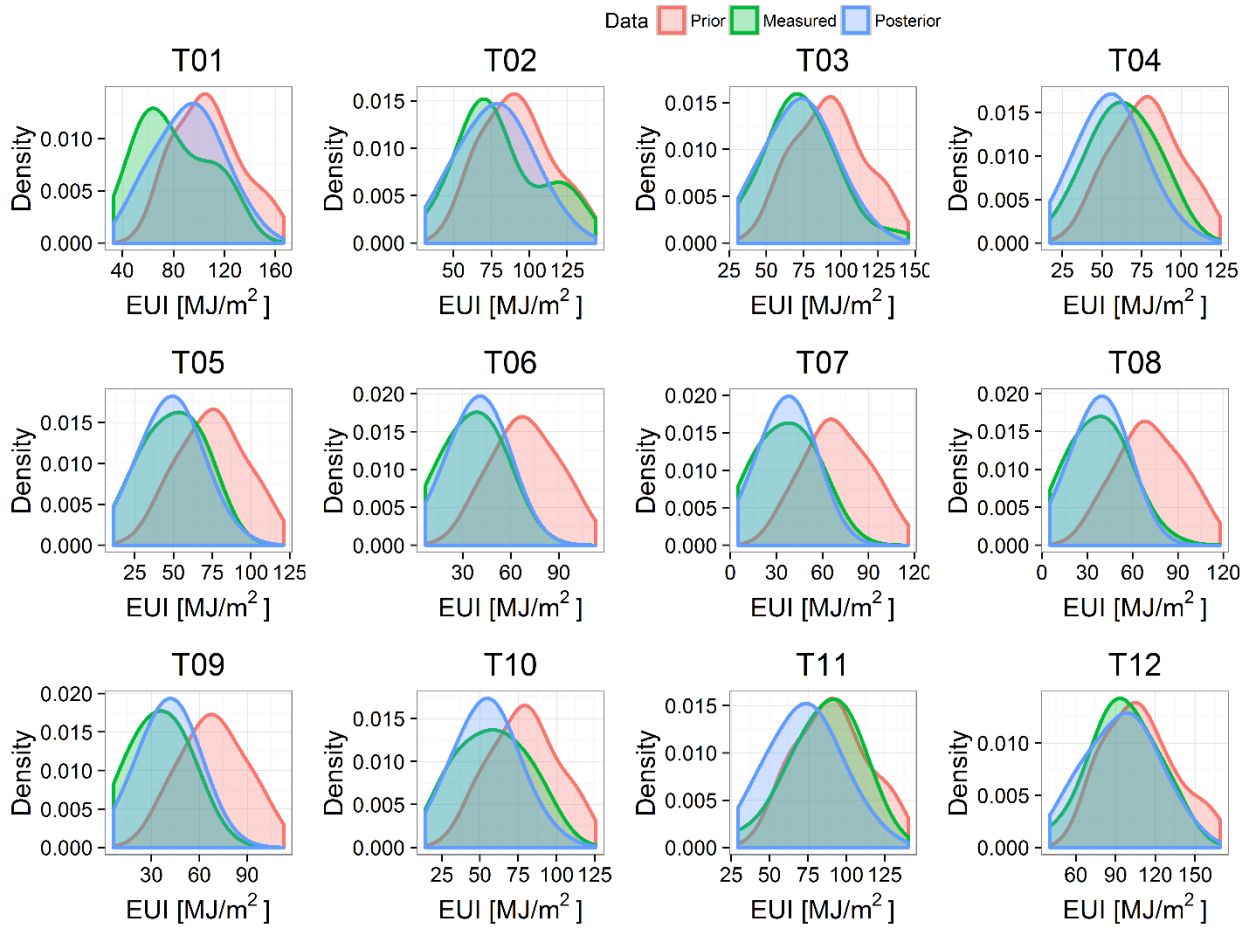 Data Prior Measured Posterior
T01 T02 T03 T04
Density Density Density Density
0.010 0.015 0.015 0.015
0.005 0.010 0.010 0.010
0.000 0.005 0.005 0.005
0.000 0.000 0.000
40 80 120 160 50 75 100 125 25 50 75 100 125 15 25 50 75 100 125
EUI [MJ/m2 ] EUI [MJ/m2 ] EUI [MJ/m2 ] EUI [MJ/m2 ]
T05 T06 T07 T08
Density Density Density Density
0.015 0.020 0.020 0.020
0.010 0.015 0.015 0.015
0.005 0.010 0.010 0.010
0.000 0.005 0.005 0.005
0.000 0.000 0.000
25 50 75 100 125 30 60 90 0 30 60 90 120 0 30 60 90 120
EUI [MJ/m2 ] EUI [MJ/m2 ] EUI [MJ/m2 ] EUI [MJ/m2 ]
T09 T10 T11 T12
Density Density Density Density
0.020 0.015 0.015 0.010
0.015 0.010 0.010 0.005
0.010 0.005 0.005 0.000
0.005 0.000 0.000
0.000
30 60 90 25 50 75 100 125 25 50 75 100 125 60 90 120 150
EUI [MJ/m2 ] EUI [MJ/m2 ] EUI [MJ/m2 ] EUI [MJ/m2 ]